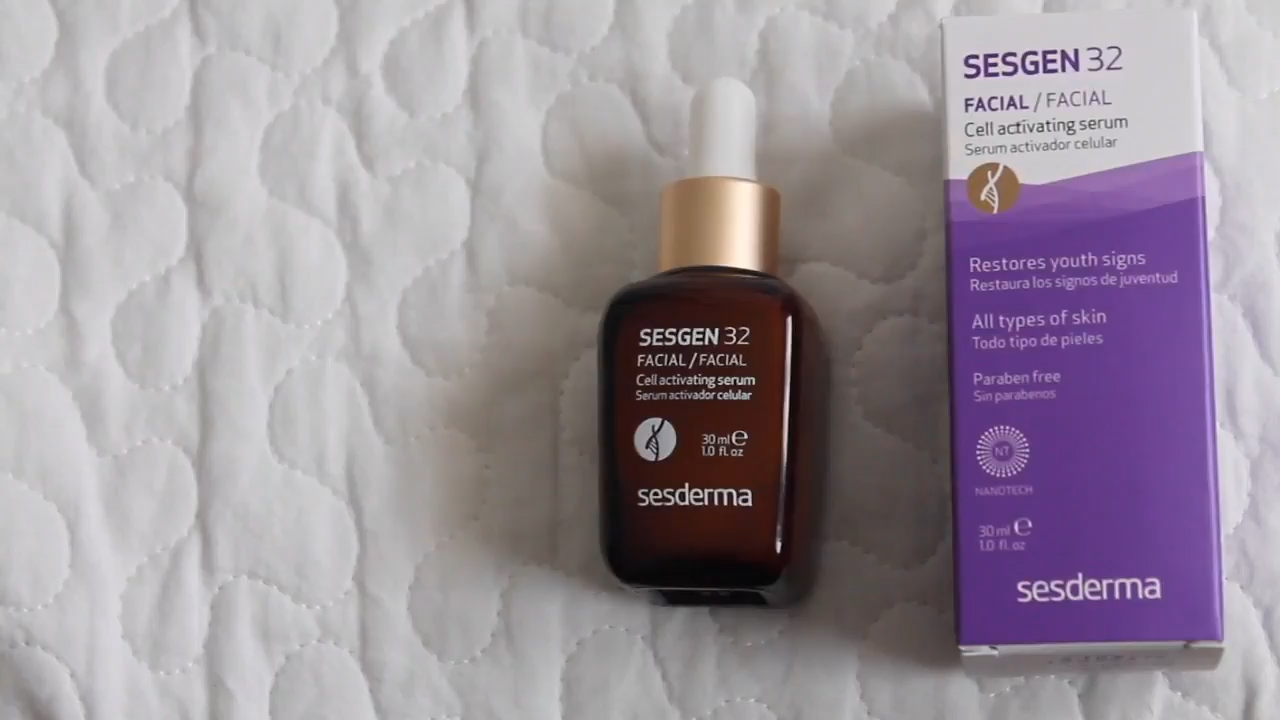 SESGEN 32
FACIAL / FACIAL
Cell activating serum
Serum activador celular
30 ml e
1.0 fl. oz
sesderma
SESGEN 32
FACIAL / FACIAL
Cell activating serum
Serum activador celular
Restores youth signs
Restaura los signos de juventud
All types of skin
Todo tipo de pieles
Paraben free
Sin parabenos
NT
NANOTECH
30 ml e
1.0 fl. oz
sesderma